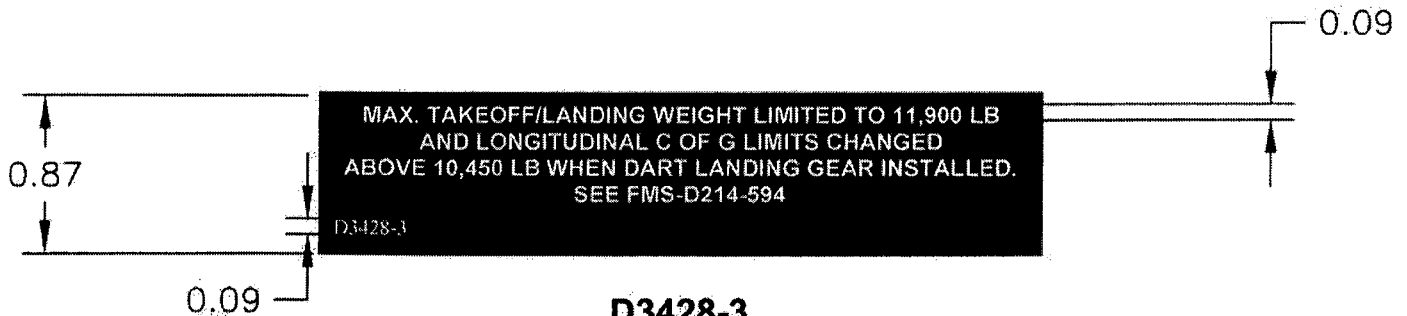 0.09
MAX. TAKEOFF/LANDING WEIGHT LIMITED TO 11,900 LB
AND LONGITUDINAL C OF G LIMITS CHANGED
ABOVE 10,450 LB WHEN DART LANDING GEAR INSTALLED.
SEE FMS-D214-594
0.87
D3428-3
0.09
D3428-3